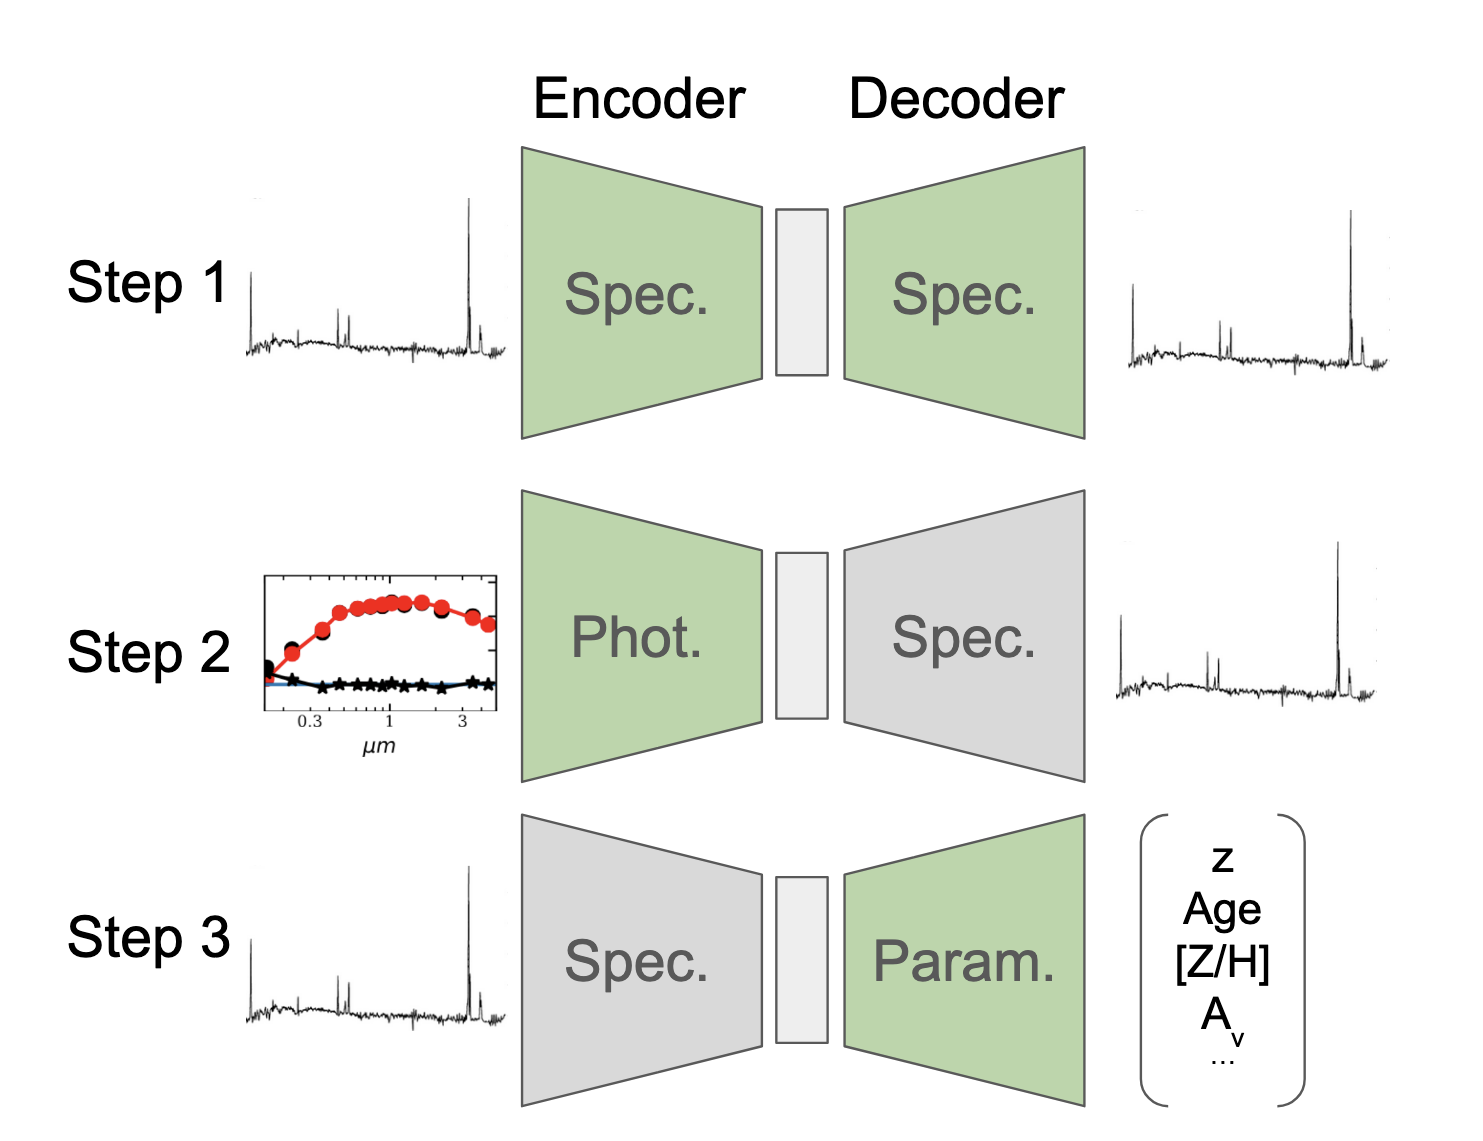 Encoder Decoder
Step 1
Spec. Spec.
Step 2
Phot. Spec.
0.3 1 3
μm
Step 3
Spec. Param.
z
Age
[Z/H]
Av
...